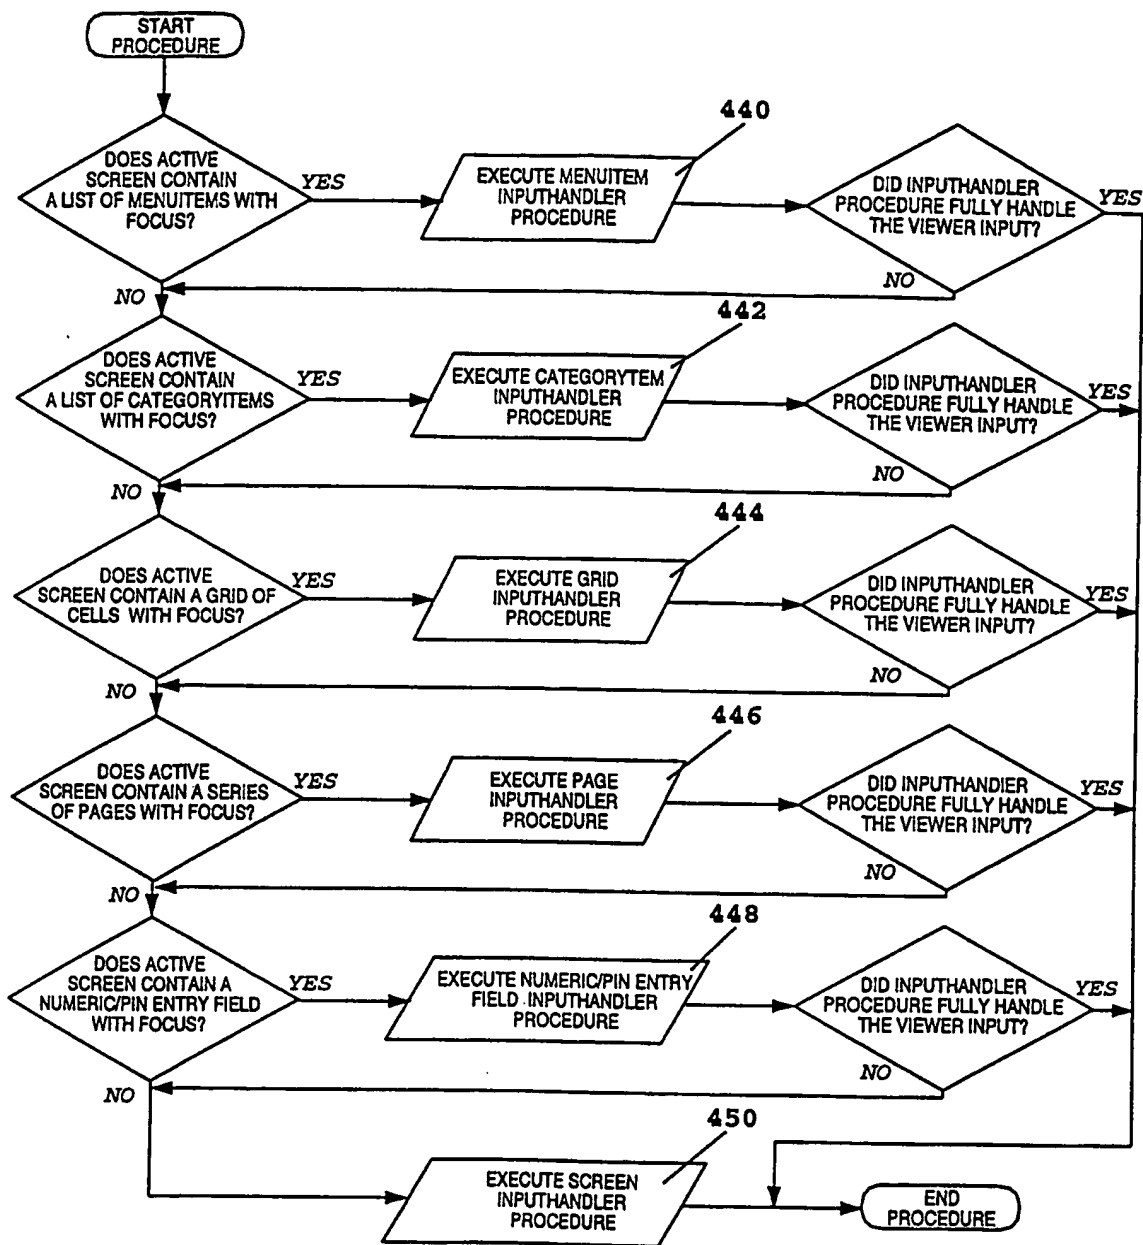 START
PROCEDURE
440
DOES ACTIVE
SCREEN CONTAIN
A LIST OF MENUITEMS WITH
FOCUS?
YES
EXECUTE MENUITEM
INPUTHANDLER
PROCEDURE
DID INPUTHANDLER
PROCEDURE FULLY HANDLE
THE VIEWER INPUT?
YES
NO
NO
442
DOES ACTIVE
SCREEN CONTAIN
A LIST OF CATEGORYITEMS
WITH FOCUS?
YES
EXECUTE CATEGORYTEM
INPUTHANDLER
PROCEDURE
DID INPUTHANDLER
PROCEDURE FULLY HANDLE
THE VIEWER INPUT?
YES
NO
NO
444
DOES ACTIVE
SCREEN CONTAIN A GRID OF
CELLS WITH FOCUS?
YES
EXECUTE GRID
INPUTHANDLER
PROCEDURE
DID INPUTHANDLER
PROCEDURE FULLY HANDLE
THE VIEWER INPUT?
YES
NO
NO
446
DOES ACTIVE
SCREEN CONTAIN A SERIES
OF PAGES WITH FOCUS?
YES
EXECUTE PAGE
INPUTHANDLER
PROCEDURE
DID INPUTHANDIER
PROCEDURE FULLY HANDLE
THE VIEWER INPUT?
YES
NO
NO
448
DOES ACTIVE
SCREEN CONTAIN A
NUMERIC/PIN ENTRY FIELD
WITH FOCUS?
YES
EXECUTE NUMERIC/PIN ENTRY
FIELD INPUTHANDLER
PROCEDURE
DID INPUTHANDLER
PROCEDURE FULLY HANDLE
THE VIEWER INPUT?
YES
NO
NO
450
EXECUTE SCREEN
INPUTHANDLER
PROCEDURE
END
PROCEDURE